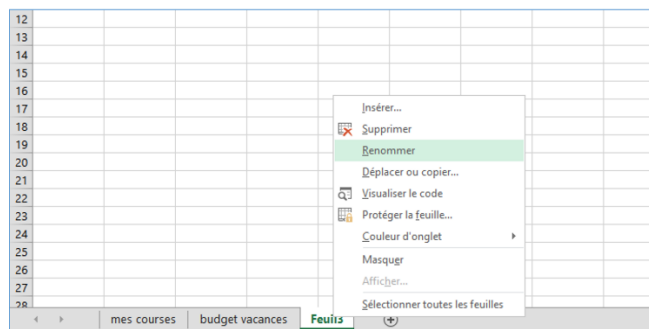 12
13
14
15
16
17
18
19
20
21
22
23
24
25
26
27
28
Insérer...
Supprimer
Renommer
Déplacer ou copier...
Visualiser le code
Protéger la feuille...
Couleur d'onglet
Masquer
Afficher...
Sélectionner toutes les feuilles
mes courses budget vacances Feuil3